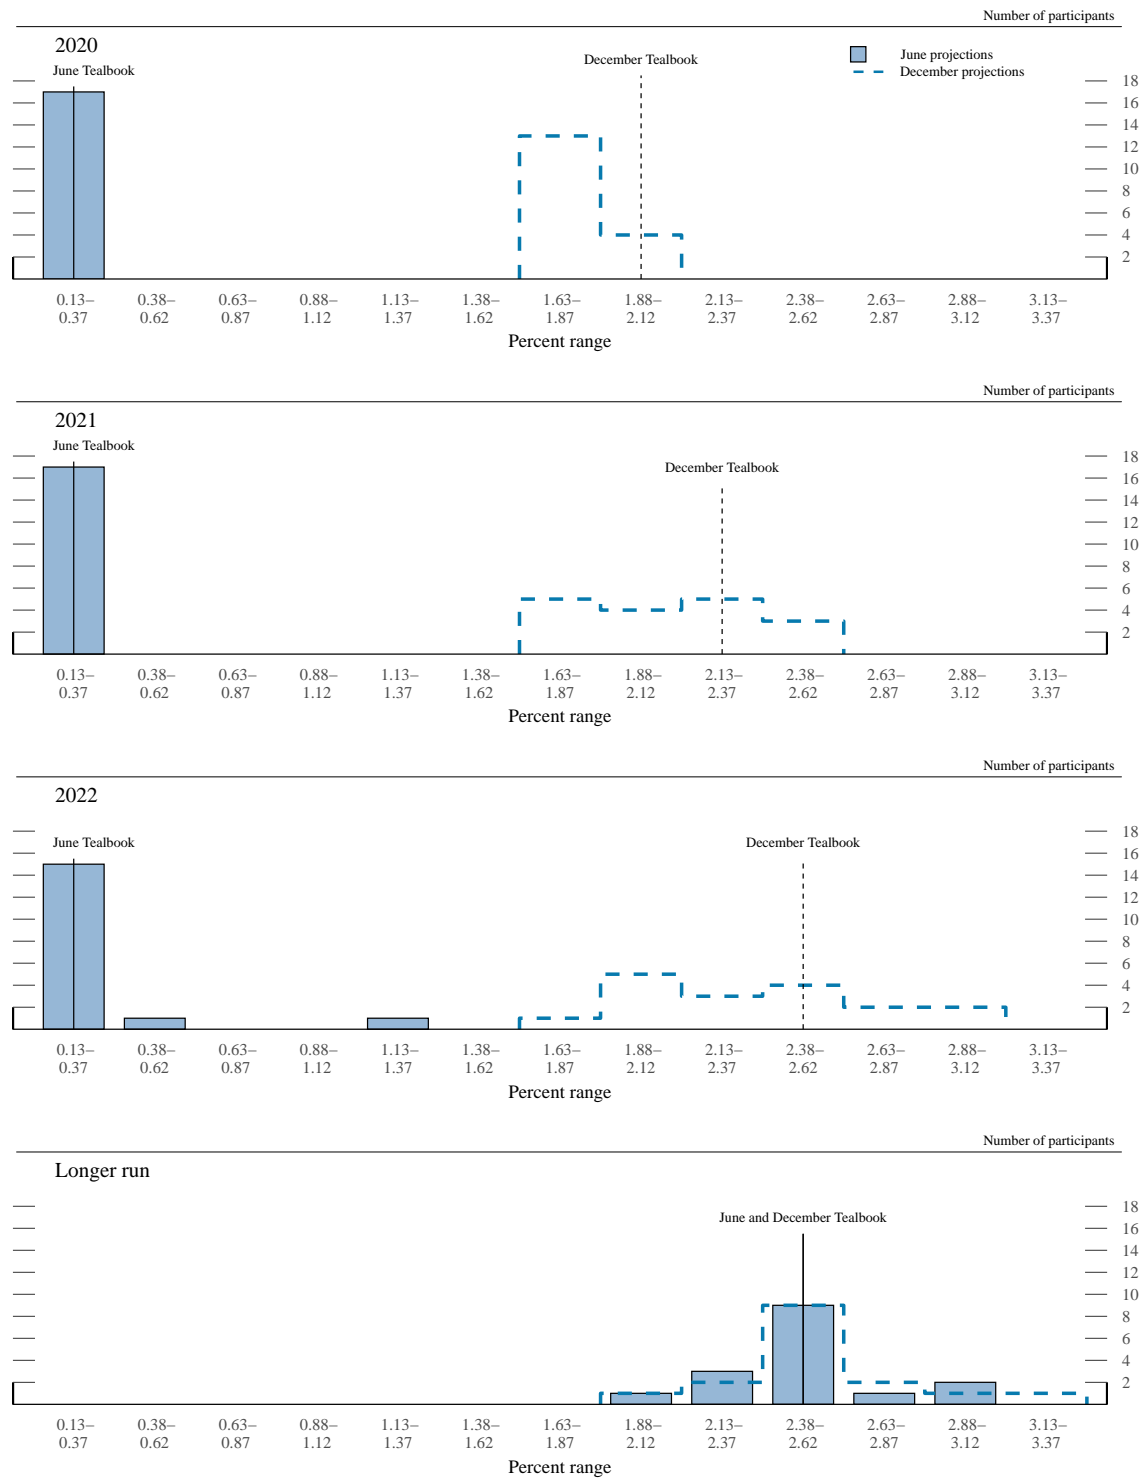 Number of participants
2020
June Tealbook
December Tealbook
June projections
December projections
18
16
14
12
10
8
6
4
2
0.13– 0.38– 0.63– 0.88– 1.13– 1.38– 1.63– 1.88– 2.13– 2.38– 2.63– 2.88– 3.13–
0.37 0.62 0.87 1.12 1.37 1.62 1.87 2.12 2.37 2.62 2.87 3.12 3.37
Percent range
Number of participants
2021
June Tealbook
December Tealbook
18
16
14
12
10
8
6
4
2
0.13– 0.38– 0.63– 0.88– 1.13– 1.38– 1.63– 1.88– 2.13– 2.38– 2.63– 2.88– 3.13–
0.37 0.62 0.87 1.12 1.37 1.62 1.87 2.12 2.37 2.62 2.87 3.12 3.37
Percent range
Number of participants
2022
June Tealbook
December Tealbook
18
16
14
12
10
8
6
4
2
0.13– 0.38– 0.63– 0.88– 1.13– 1.38– 1.63– 1.88– 2.13– 2.38– 2.63– 2.88– 3.13–
0.37 0.62 0.87 1.12 1.37 1.62 1.87 2.12 2.37 2.62 2.87 3.12 3.37
Percent range
Number of participants
Longer run
June and December Tealbook
18
16
14
12
10
8
6
4
2
0.13– 0.38– 0.63– 0.88– 1.13– 1.38– 1.63– 1.88– 2.13– 2.38– 2.63– 2.88– 3.13–
0.37 0.62 0.87 1.12 1.37 1.62 1.87 2.12 2.37 2.62 2.87 3.12 3.37
Percent range